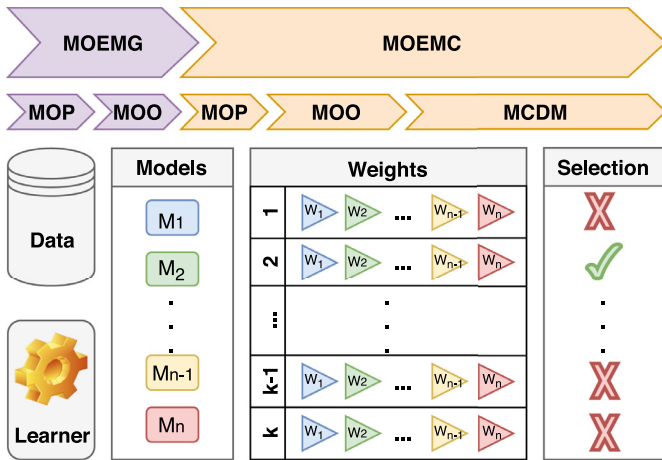 MOEMG MOEMC
MOP MOO MOP MOO MCDM
Models Weights Selection
Data
Learner
M1
M2
.
.
.
Mn-1
Mn
1 W1 W2 ... Wn-1 Wn X
2 W1 W2 ... Wn-1 Wn ✓
... . . .
k-1 W1 W2 ... Wn-1 Wn X
k W1 W2 ... Wn-1 Wn X